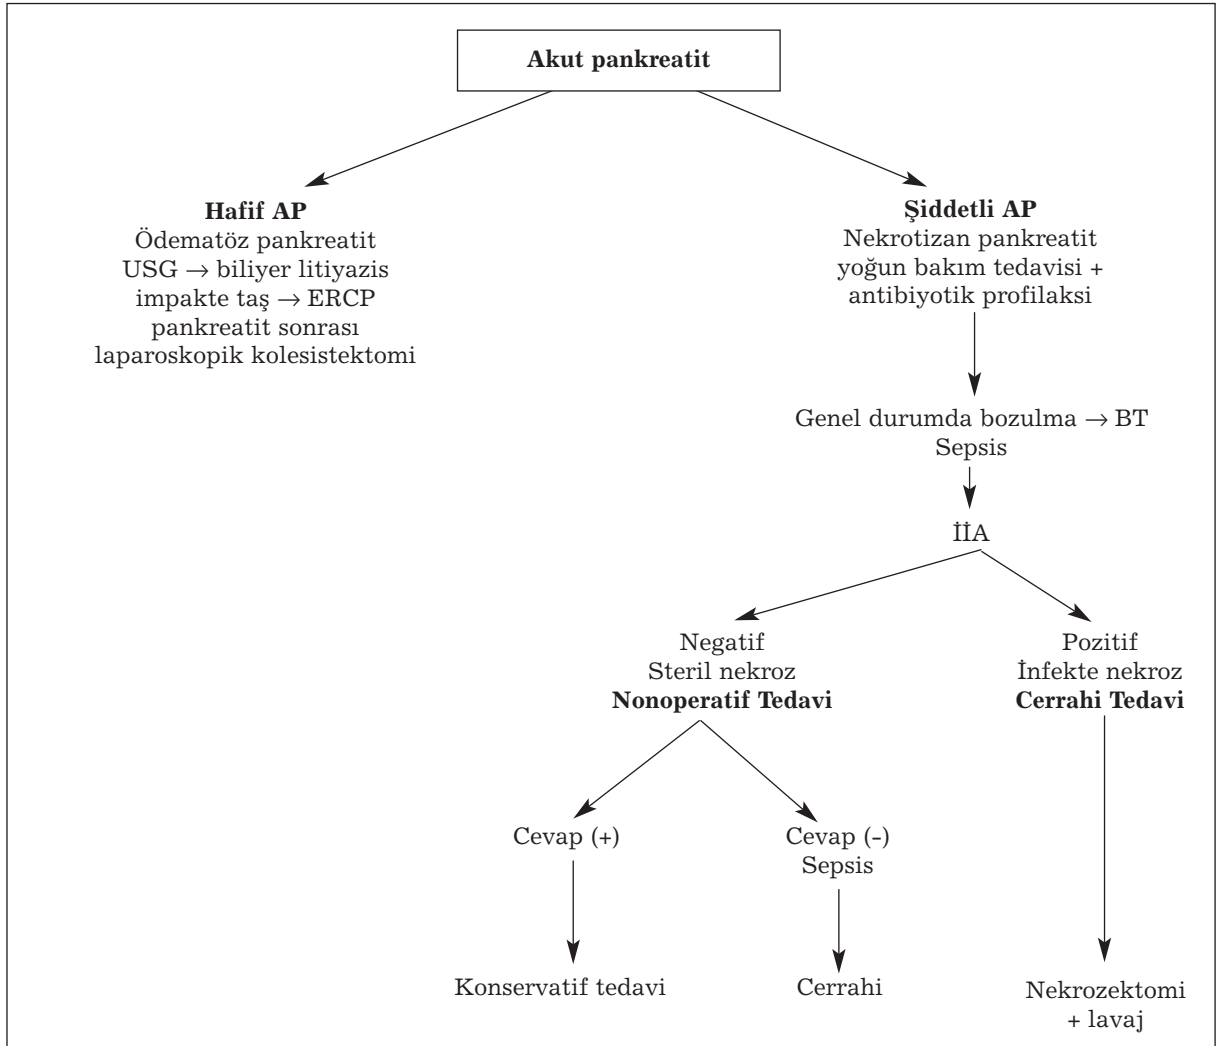 Akut pankreatit
Hafif AP
Ödematöz pankreatit
USG → biliyer litiyazis
impakte taş → ERCP
pankreatit sonrası
laparoskopik kolesistektomi
Şiddetli AP
Nekrotizan pankreatit
yoğun bakım tedavisi +
antibiyotik profilaksi
Genel durumda bozulma → BT
Sepsis
İİA
Negatif
Steril nekroz
Nonoperatif Tedavi
Pozitif
İnfekte nekroz
Cerrahi Tedavi
Cevap (+)
Cevap (-)
Sepsis
Konservatif tedavi
Cerrahi
Nekrozektomi
+ lavaj